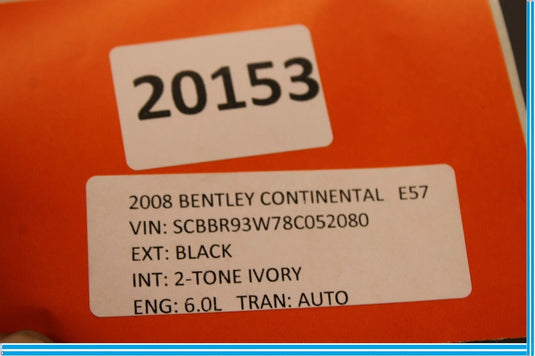 20153
2008 BENTLEY CONTINENTAL E57
VIN: SCBBR93W78C052080
EXT: BLACK
INT: 2-TONE IVORY
ENG: 6.0L TRAN: AUTO